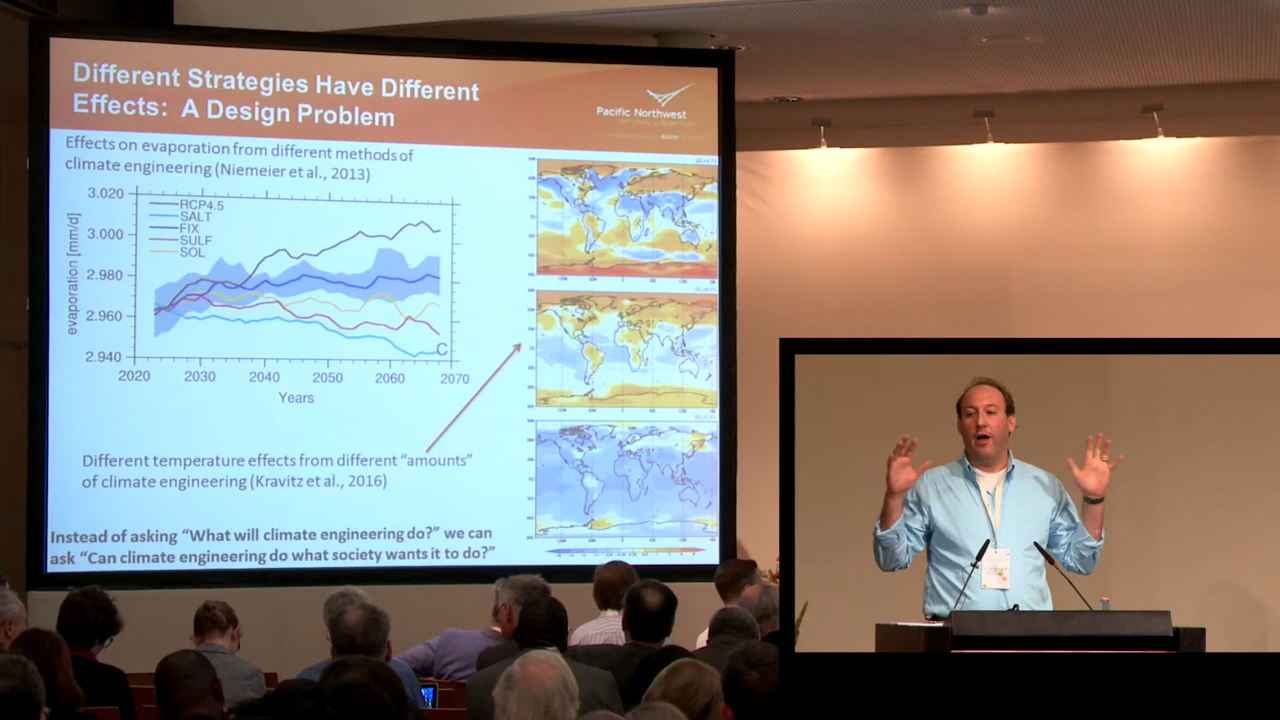 Different Strategies Have Different
Effects: A Design Problem
Pacific Northwest
NATIONAL LABORATORY
Effects on evaporation from different methods of
climate engineering (Niemeier et al., 2013)
3.020
3.000
2.980
2.960
2.940
evaporation [mm/d]
RCP4.5
SALT
FIX
SULF
SOL
C
2020 2030 2040 2050 2060 2070
Years
Different temperature effects from different “amounts”
of climate engineering (Kravitz et al., 2016)
Instead of asking “What will climate engineering do?” we can
ask “Can climate engineering do what society wants it to do?”